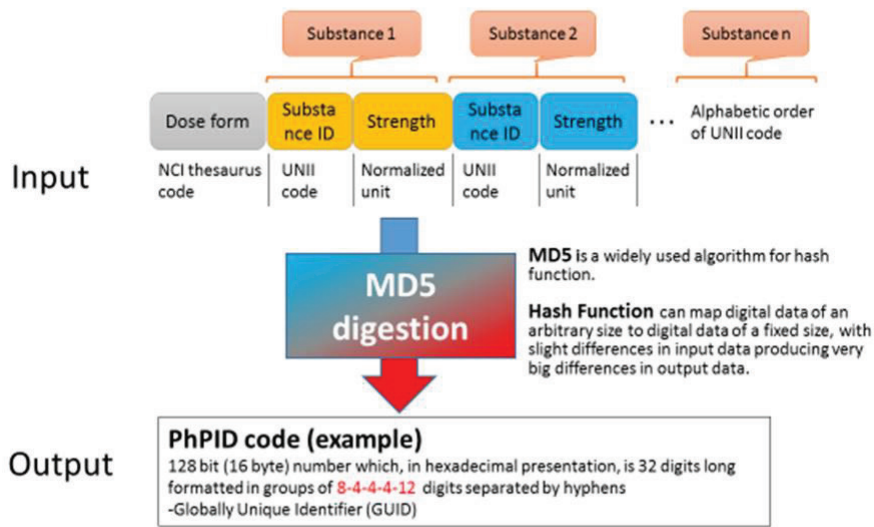 Substance 1
Substance 2
Substance n
Dose form
Substa
nce ID
Strength
Substa
nce ID
Strength
...
Alphabetic order
of UNII code
Input
NCI thesaurus
code
UNII
code
Normalized
unit
UNII
code
Normalized
unit
MD5
digestion
MD5 is a widely used algorithm for hash
function.
Hash Function can map digital data of an
arbitrary size to digital data of a fixed size, with
slight differences in input data producing very
big differences in output data.
Output
PhPID code (example)
128 bit (16 byte) number which, in hexadecimal presentation, is 32 digits long
formatted in groups of 8-4-4-4-12 digits separated by hyphens
-Globally Unique Identifier (GUID)